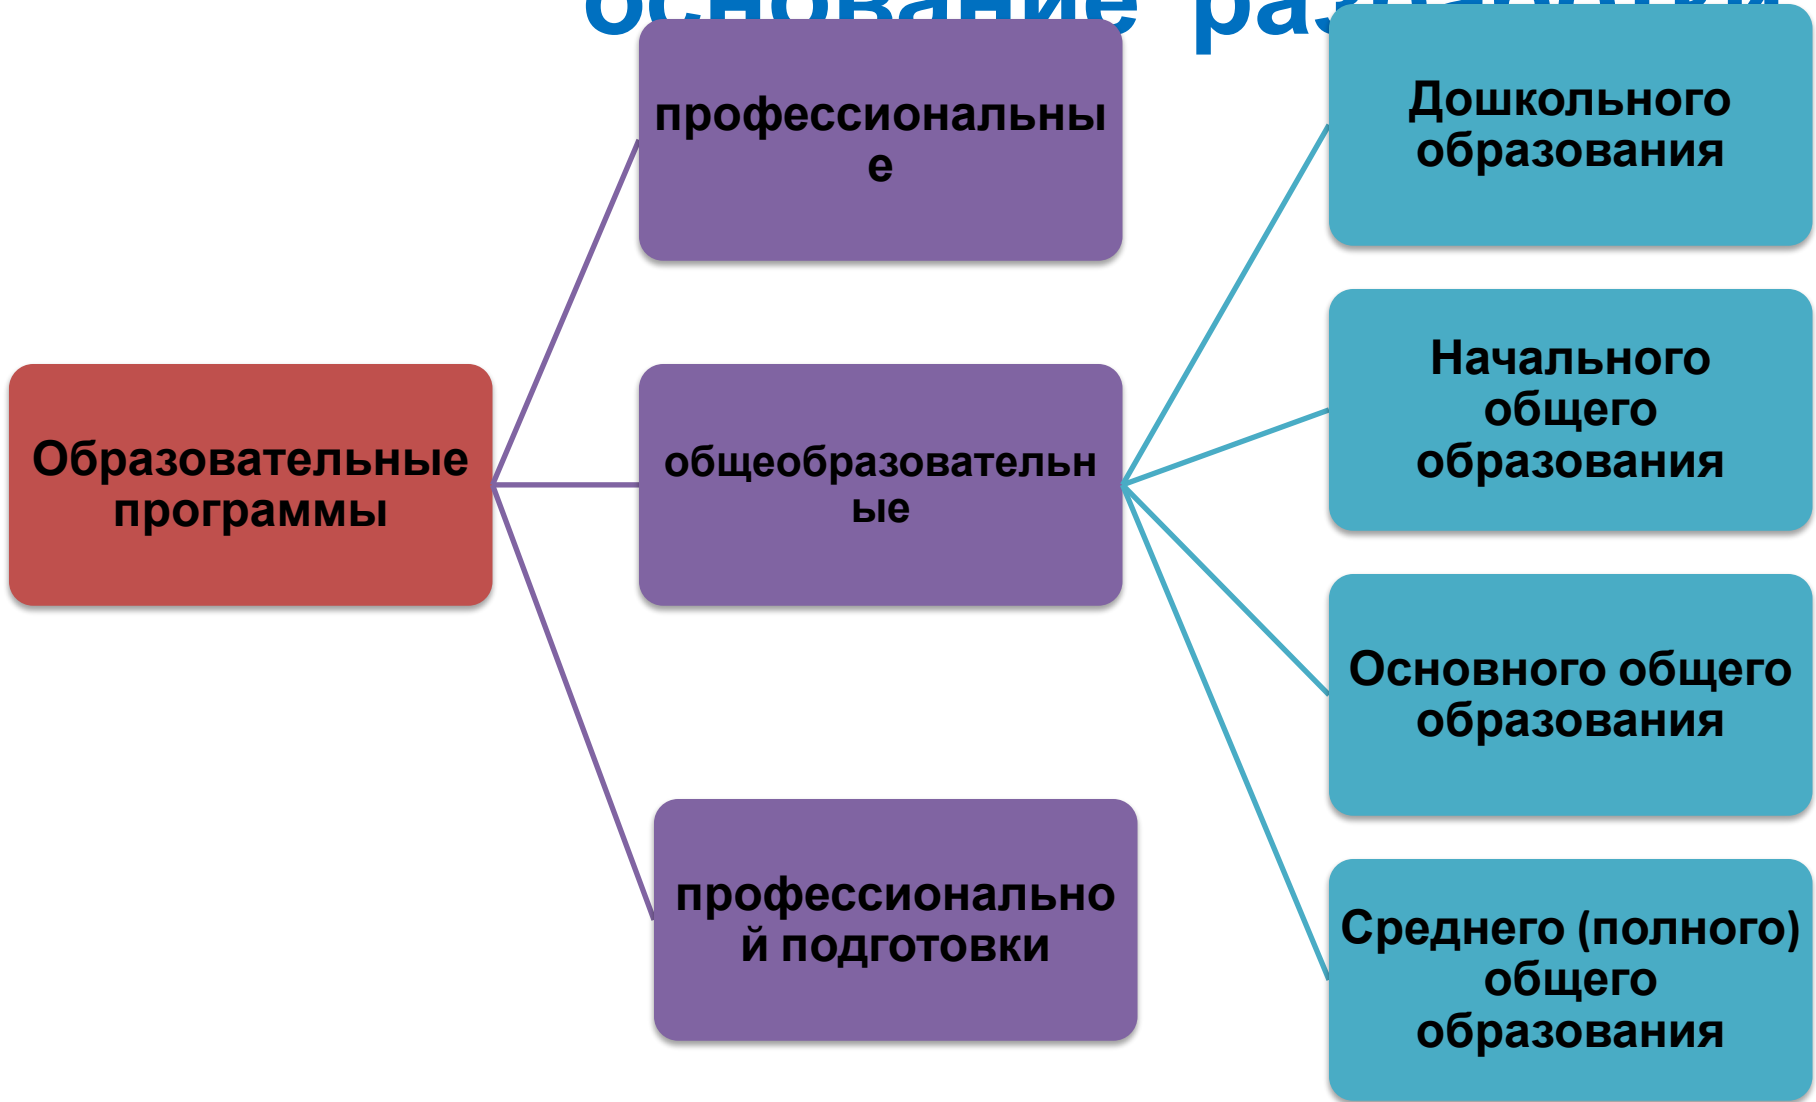 основание
профессиональны
е
Дошкольного
образования
Начального
общего
образования
Образовательные
программы
общеобразовательн
ые
Основного общего
образования
профессионально
й подготовки
Среднего (полного)
общего
образования